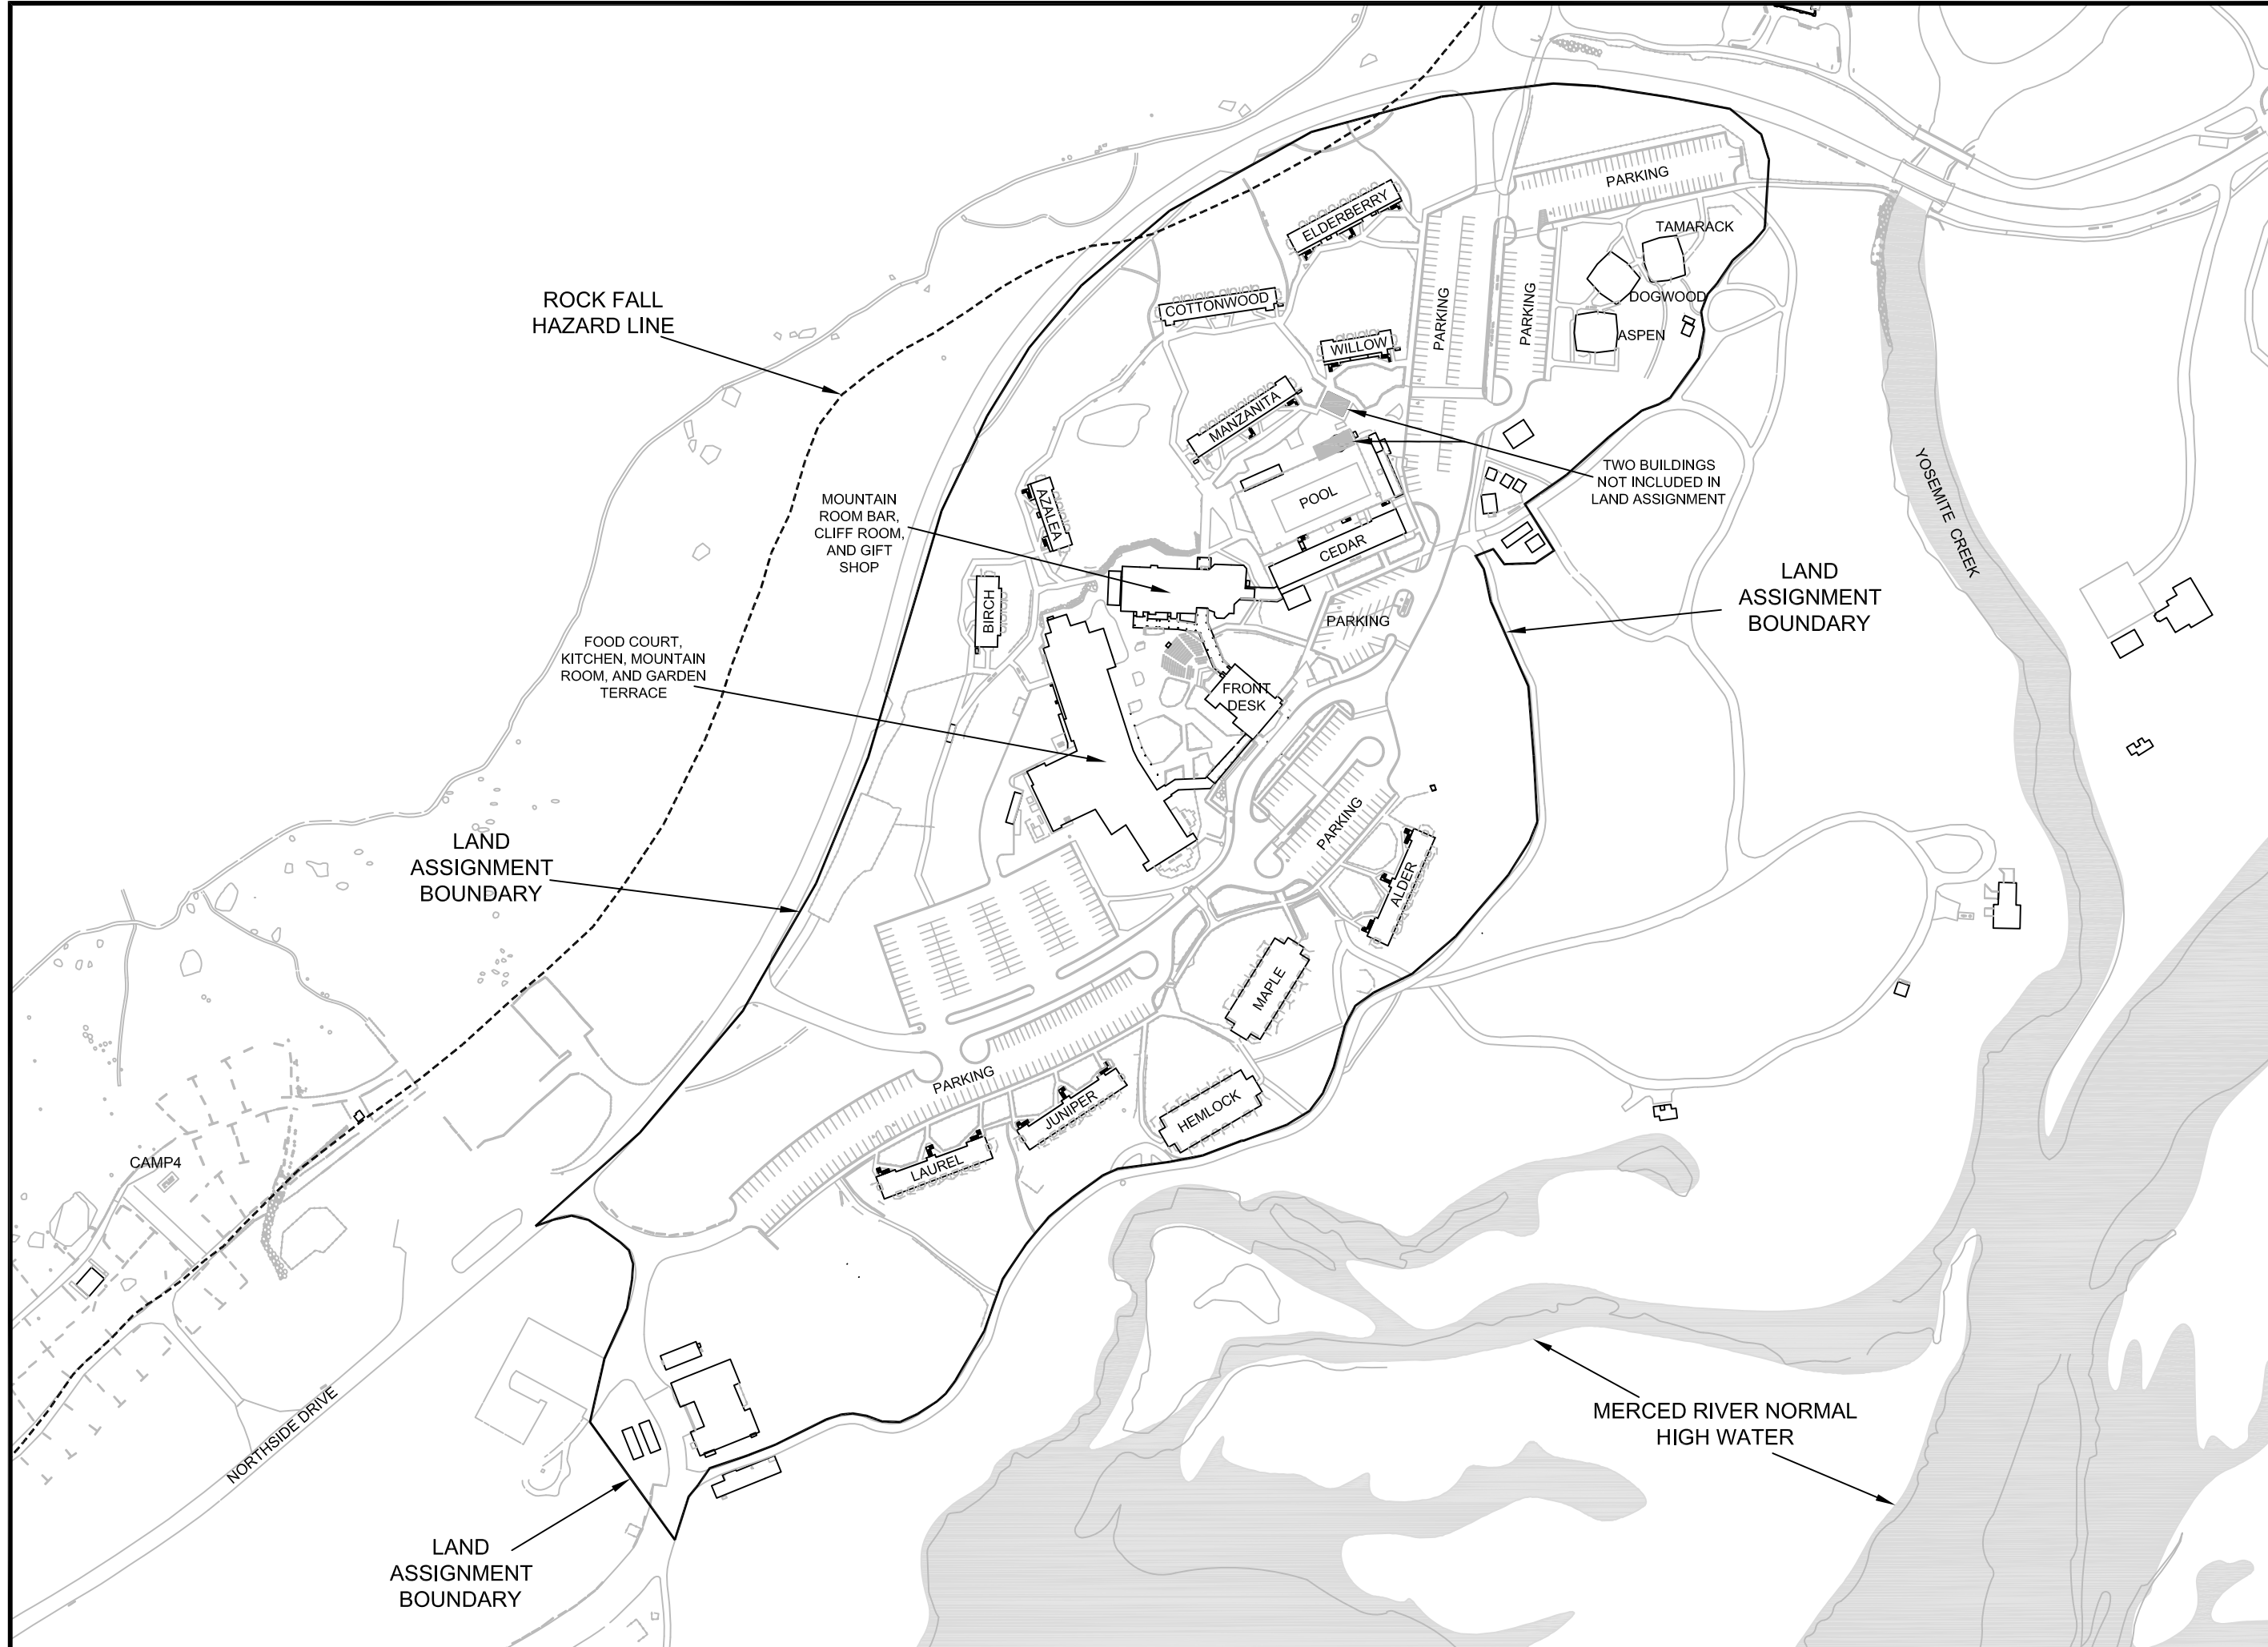 PARKING
ELDERBERRY
TAMARACK
DOGWOOD
ASPEN
COTTONWOOD
WILLOW
PARKING
PARKING
ROCK FALL
HAZARD LINE
MANZANITA
TWO BUILDINGS
NOT INCLUDED IN
LAND ASSIGNMENT
YOSEMITE CREEK
MOUNTAIN
ROOM BAR,
CLIFF ROOM,
AND GIFT
SHOP
AZALEA
POOL
CEDAR
LAND
ASSIGNMENT
BOUNDARY
BIRCH
PARKING
FOOD COURT,
KITCHEN, MOUNTAIN
ROOM, AND GARDEN
TERRACE
FRONT
DESK
PARKING
LAND
ASSIGNMENT
BOUNDARY
ALDER
MAPLE
PARKING
JUNIPER
HEMLOCK
LAUREL
CAMP4
NORTHSIDE DRIVE
MERCED RIVER NORMAL
HIGH WATER
LAND
ASSIGNMENT
BOUNDARY